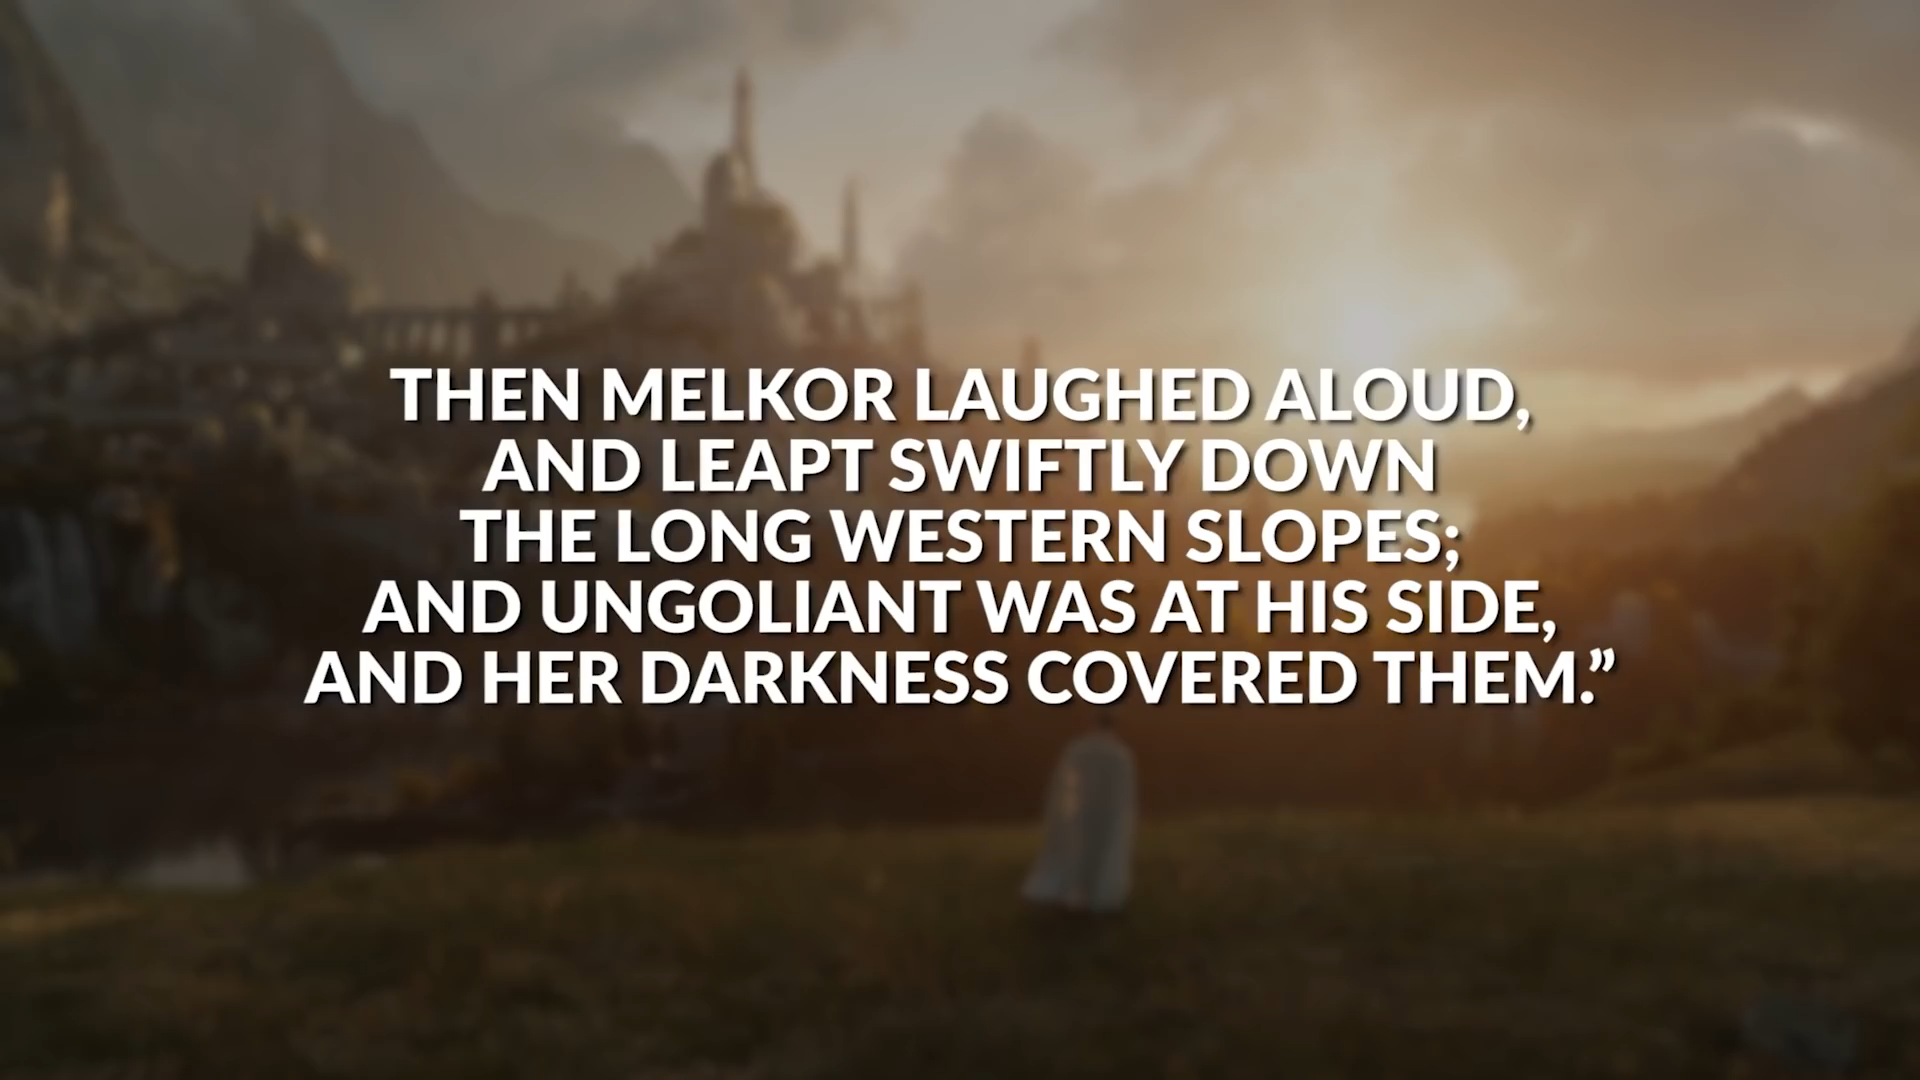 THEN MELKOR LAUGHED ALOUD,
AND LEAPT SWIFTLY DOWN
THE LONG WESTERN SLOPES;
AND UNGOLIANT WAS AT HIS SIDE,
AND HER DARKNESS COVERED THEM.”